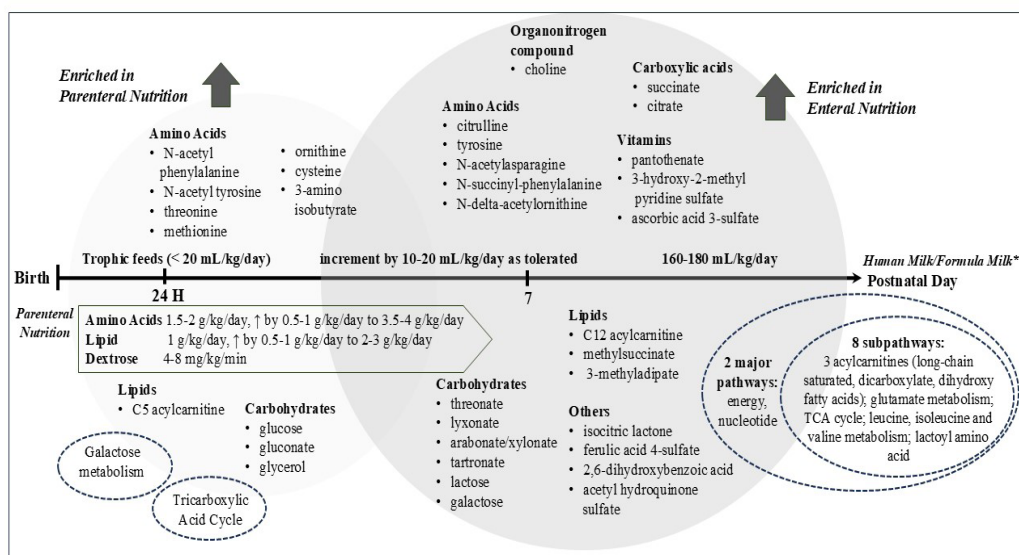 Enriched in
Parenteral Nutrition
Amino Acids
• N-acetyl
phenylalanine
• N-acetyl tyrosine
• threonine
• methionine
• ornithine
• cysteine
• 3-amino
isobutyrate
Organonitrogen
compound
• choline
Amino Acids
• citrulline
• tyrosine
• N-acetylasparagine
• N-succinyl-phenylalanine
• N-delta-acetylornithine
Carboxylic acids
• succinate
• citrate
Vitamins
• pantothenate
• 3-hydroxy-2-methyl
pyridine sulfate
• ascorbic acid 3-sulfate
Enriched in
Enteral Nutrition
Trophic feeds (< 20 mL/kg/day)
increment by 10-20 mL/kg/day as tolerated
160-180 mL/kg/day
Human Milk/Formula Milk*
Birth
24 H
7
Postnatal Day
Parenteral
Nutrition
Amino Acids 1.5-2 g/kg/day, ↑ by 0.5-1 g/kg/day to 3.5-4 g/kg/day
Lipid 1 g/kg/day, ↑ by 0.5-1 g/kg/day to 2-3 g/kg/day
Dextrose 4-8 mg/kg/min
Lipids
• C5 acylcarnitine
Carbohydrates
• glucose
• gluconate
• glycerol
Galactose
metabolism
Tricarboxylic
Acid Cycle
Carbohydrates
• threonate
• lyxonate
• arabonate/xylonate
• tartronate
• lactose
• galactose
Lipids
• C12 acylcarnitine
• methylsuccinate
• 3-methyladipate
Others
• isocitric lactone
• ferulic acid 4-sulfate
• 2,6-dihydroxybenzoic acid
• acetyl hydroquinone
sulfate
2 major
pathways:
energy,
nucleotide
8 subpathways:
3 acylcarnitines (long-chain
saturated, dicarboxylate, dihydroxy
fatty acids); glutamate metabolism;
TCA cycle; leucine, isoleucine and
valine metabolism; lactoyl amino
acid